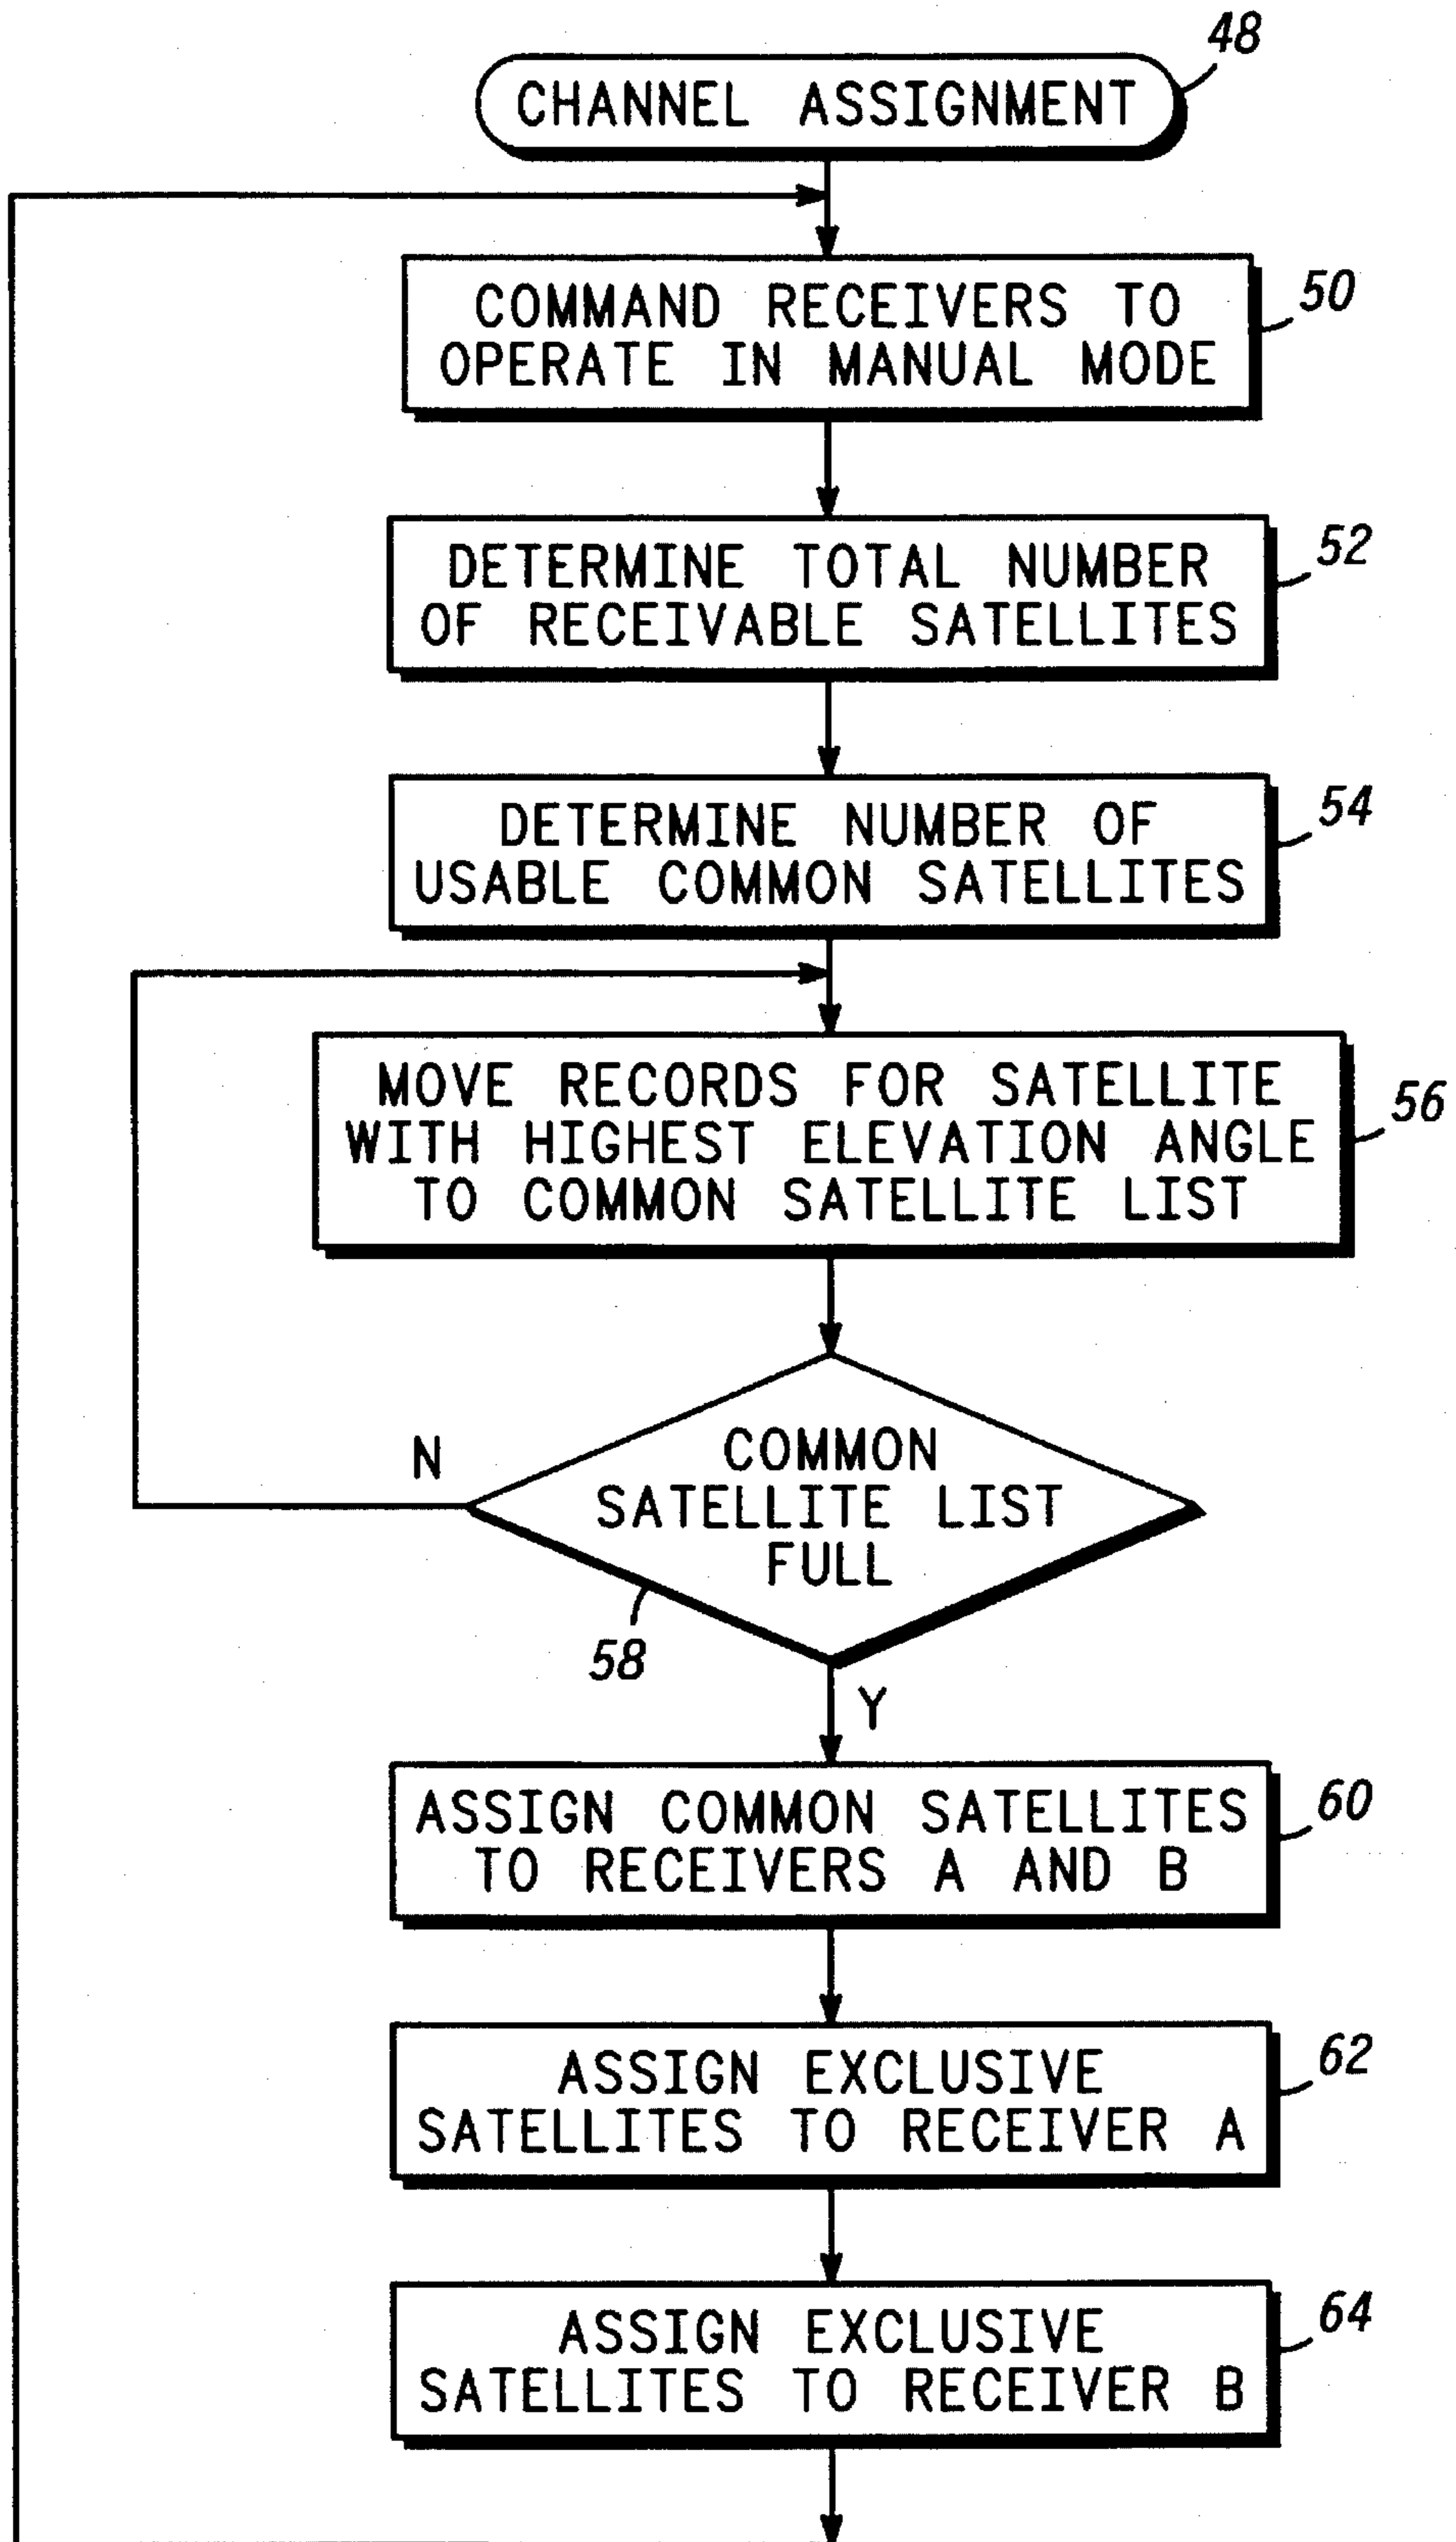 48
CHANNEL ASSIGNMENT
50
COMMAND RECEIVERS TO
OPERATE IN MANUAL MODE
52
DETERMINE TOTAL NUMBER
OF RECEIVABLE SATELLITES
54
DETERMINE NUMBER OF
USABLE COMMON SATELLITES
56
MOVE RECORDS FOR SATELLITE
WITH HIGHEST ELEVATION ANGLE
TO COMMON SATELLITE LIST
N
COMMON
SATELLITE LIST
FULL
58
Y
60
ASSIGN COMMON SATELLITES
TO RECEIVERS A AND B
62
ASSIGN EXCLUSIVE
SATELLITES TO RECEIVER A
64
ASSIGN EXCLUSIVE
SATELLITES TO RECEIVER B